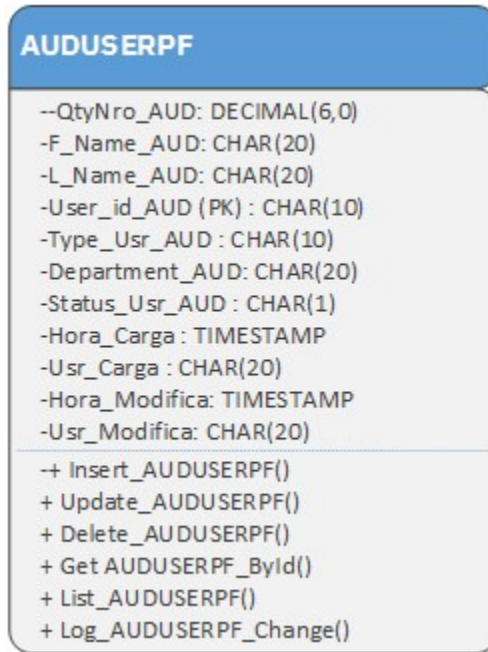 AUDUSERPF
--QtyNro_AUD: DECIMAL(6,0)
-F_Name_AUD: CHAR(20)
-L_Name_AUD: CHAR(20)
-User_id_AUD (PK) : CHAR(10)
-Type_Usr_AUD : CHAR(10)
-Department_AUD: CHAR(20)
-Status_Usr_AUD : CHAR(1)
-Hora_Carga : TIMESTAMP
-Usr_Carga : CHAR(20)
-Hora_Modifica: TIMESTAMP
-Usr_Modifica: CHAR(20)
-+ Insert_AUDUSERPF()
+ Update_AUDUSERPF()
+ Delete_AUDUSERPF()
+ Get AUDUSERPF_ById()
+ List_AUDUSERPF()
+ Log_AUDUSERPF_Change()